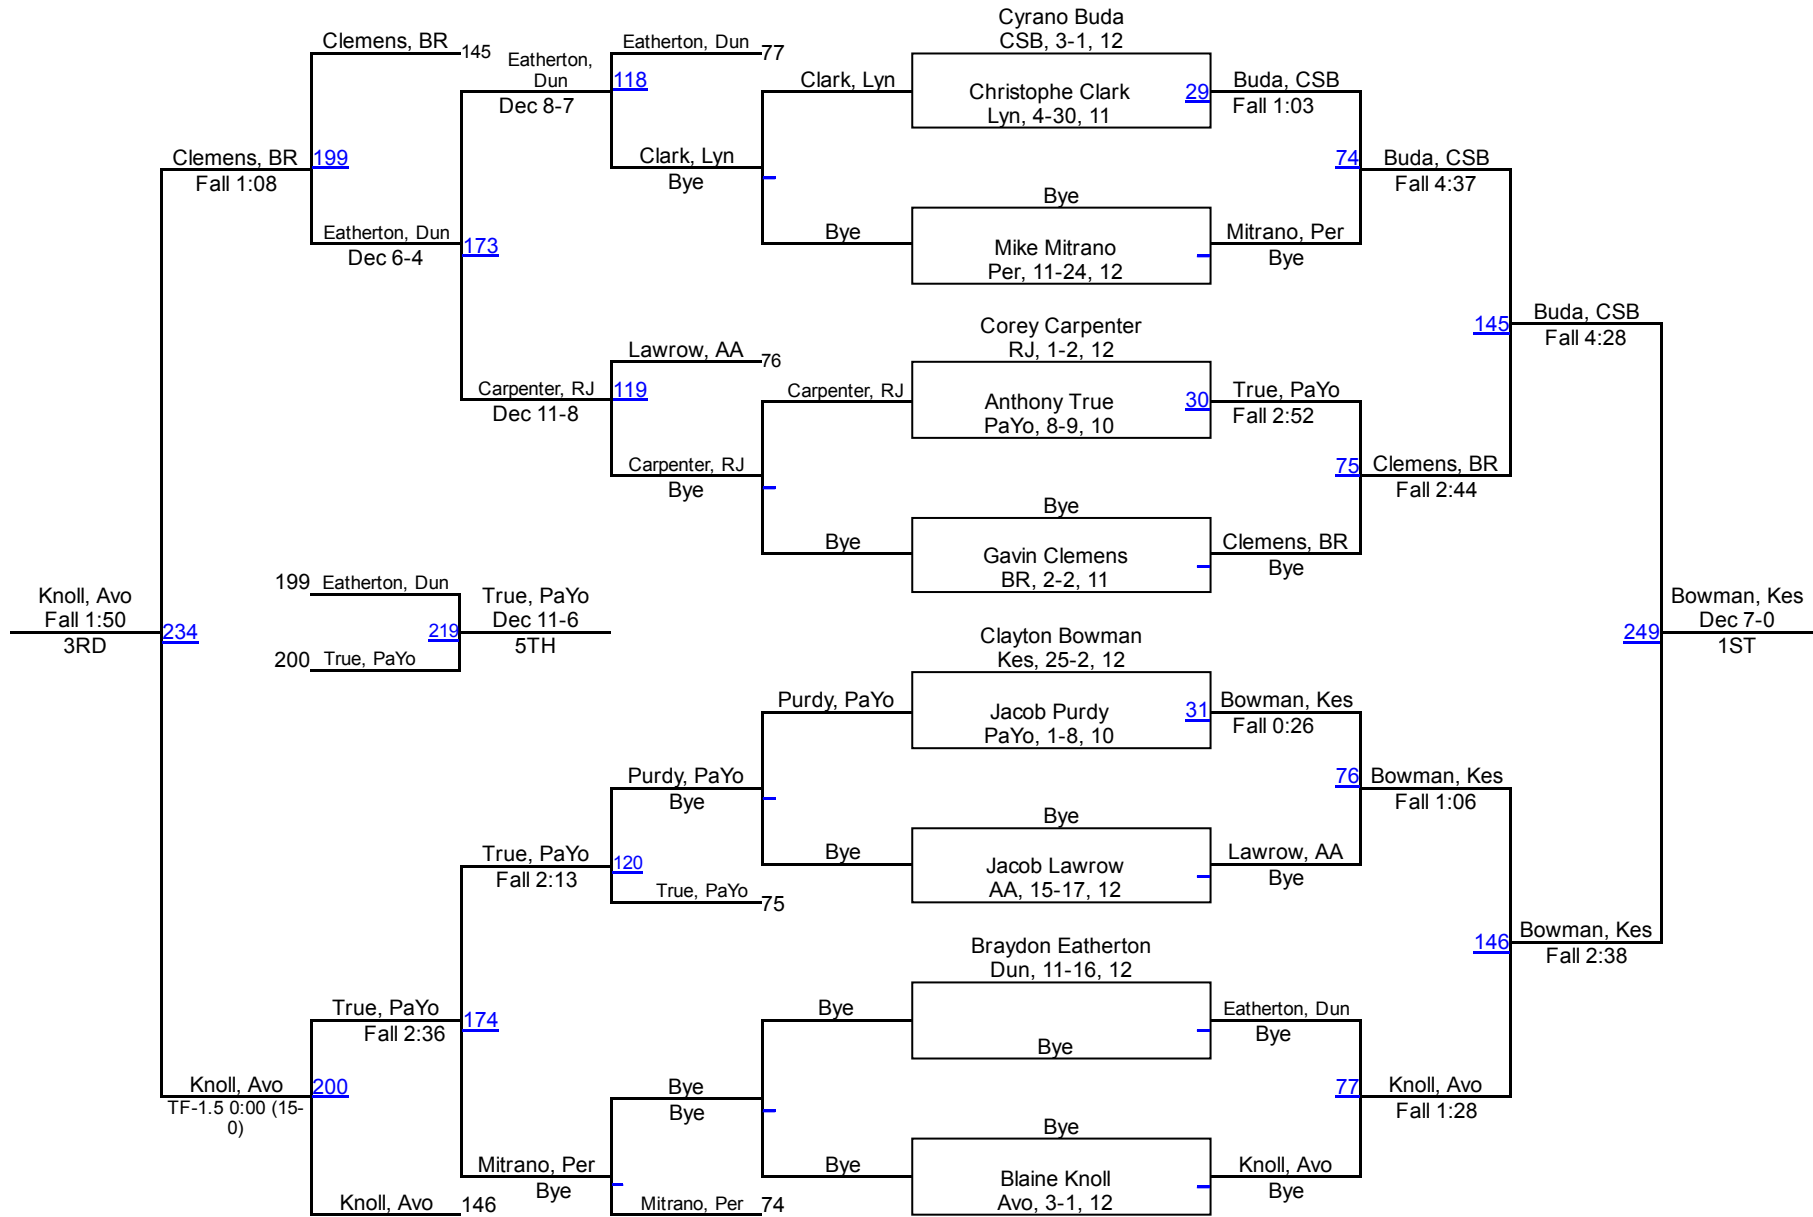 Cyrano Buda
CSB, 3-1, 12
Clemens, BR
145
Eatherton, Dun
77
Eatherton,
Dun
118
Dec 8-7
Clark, Lyn
Christophe Clark
Lyn, 4-30, 11
29
Buda, CSB
Fall 1:03
Clemens, BR
199
Fall 1:08
Clark, Lyn
Bye
74
Buda, CSB
Fall 4:37
Bye
Eatherton, Dun
Dec 6-4
173
Bye
Mike Mitrano
Per, 11-24, 12
Mitrano, Per
Bye
Corey Carpenter
RJ, 1-2, 12
145
Buda, CSB
Fall 4:28
Lawrow, AA
76
Carpenter, RJ
119
Dec 11-8
Carpenter, RJ
Anthony True
PaYo, 8-9, 10
30
True, PaYo
Fall 2:52
Carpenter, RJ
Bye
75
Clemens, BR
Fall 2:44
Bye
Bye
Gavin Clemens
BR, 2-2, 11
Clemens, BR
Bye
199
Eatherton, Dun
Knoll, Avo
Fall 1:50
3RD
234
219
True, PaYo
Dec 11-6
5TH
200
True, PaYo
Bowman, Kes
Dec 7-0
1ST
249
Clayton Bowman
Kes, 25-2, 12
Purdy, PaYo
Jacob Purdy
PaYo, 1-8, 10
31
Bowman, Kes
Fall 0:26
Purdy, PaYo
Bye
76
Bowman, Kes
Fall 1:06
Bye
True, PaYo
Fall 2:13
120
Bye
Jacob Lawrow
AA, 15-17, 12
Lawrow, AA
Bye
True, PaYo
75
Braydon Eatherton
Dun, 11-16, 12
146
Bowman, Kes
Fall 2:38
True, PaYo
Fall 2:36
174
Bye
Bye
Eatherton, Dun
Bye
Knoll, Avo
200
TF-1.5 0:00 (15-
0)
Bye
Bye
77
Knoll, Avo
Fall 1:28
Bye
Mitrano, Per
Bye
Bye
Blaine Knoll
Avo, 3-1, 12
Knoll, Avo
Bye
Knoll, Avo
146
Mitrano, Per
74